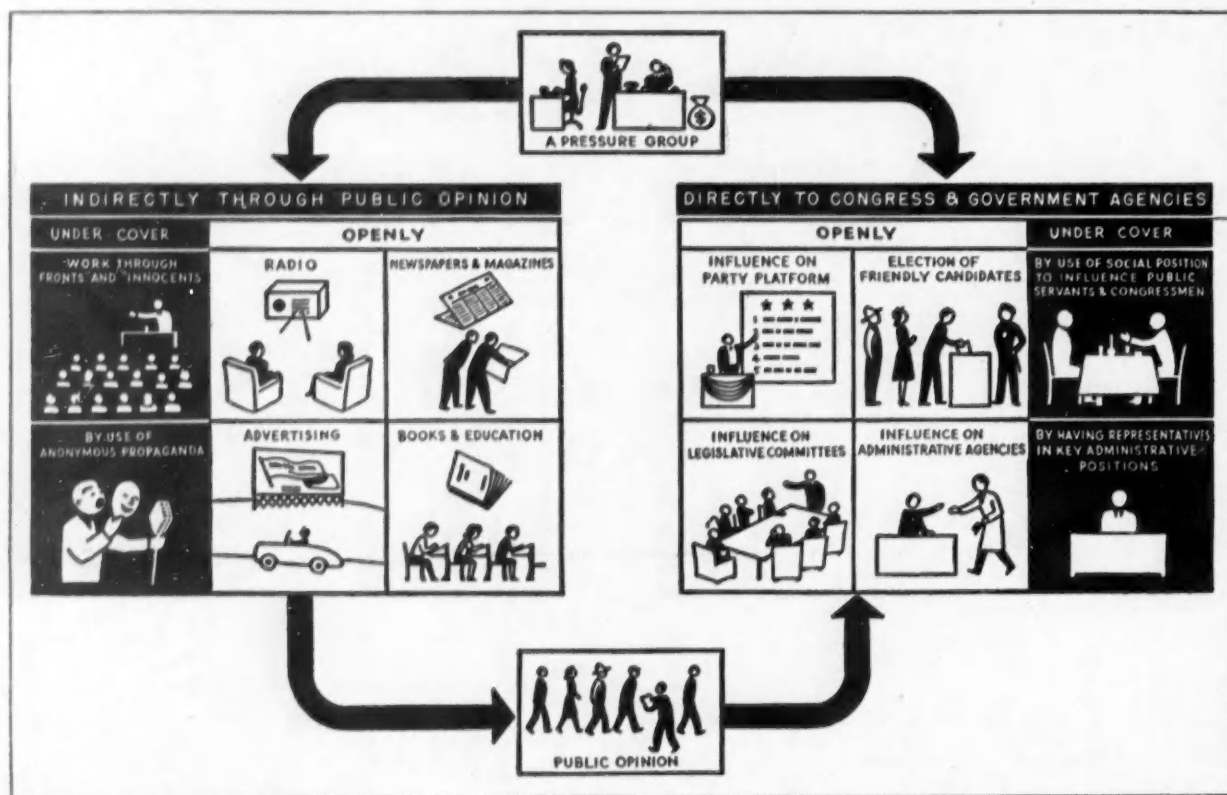 A PRESSURE GROUP
INDIRECTLY THROUGH PUBLIC OPINION
UNDER COVER
OPENLY
WORK THROUGH
FRONTS AND "INNOCENTS"
RADIO
NEWSPAPERS & MAGAZINES
BY USE OF
ANONYMOUS PROPAGANDA
ADVERTISING
BOOKS & EDUCATION
DIRECTLY TO CONGRESS & GOVERNMENT AGENCIES
OPENLY
UNDER COVER
INFLUENCE ON
PARTY PLATFORM
ELECTION OF
FRIENDLY CANDIDATES
BY USE OF SOCIAL POSITION
TO INFLUENCE PUBLIC
SERVANTS & CONGRESSMEN
INFLUENCE ON
LEGISLATIVE COMMITTEES
INFLUENCE ON
ADMINISTRATIVE AGENCIES
BY HAVING REPRESENTATIVES
IN KEY ADMINISTRATIVE
POSITIONS
PUBLIC OPINION